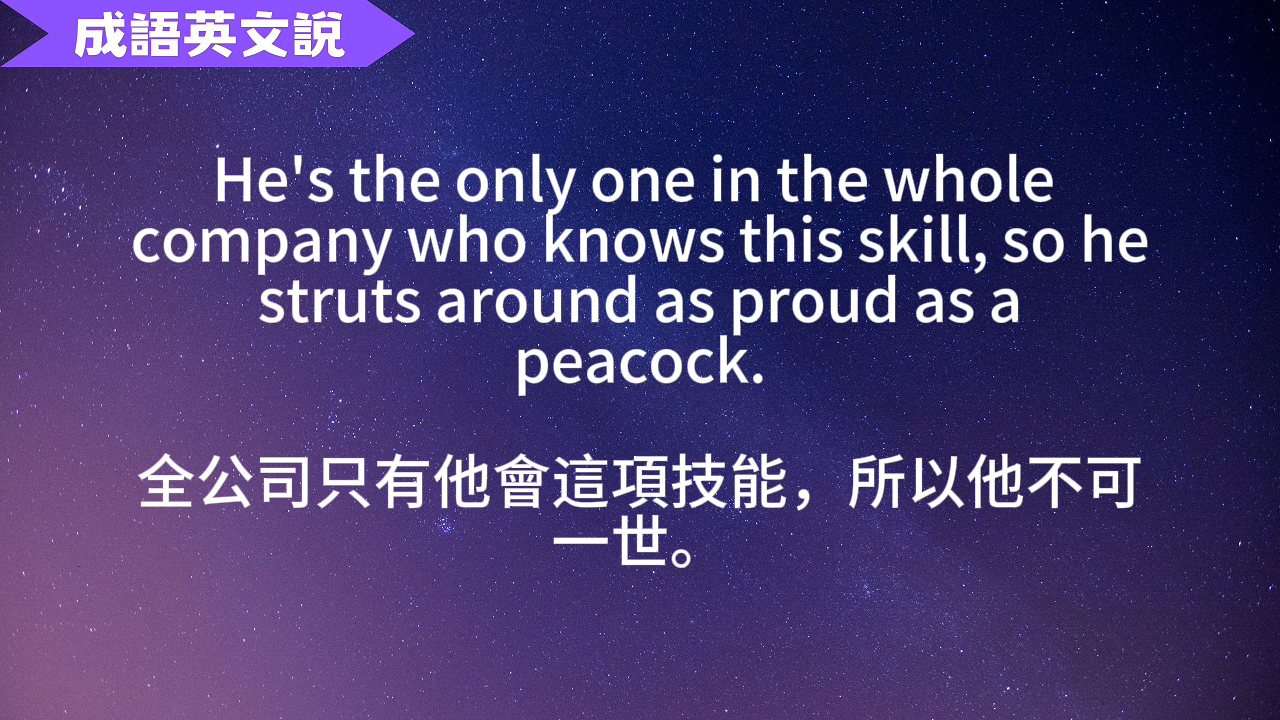 成語英文說
He's the only one in the whole
company who knows this skill, so he
struts around as proud as a
peacock.
全公司只有他會這項技能，所以他不可
一世。